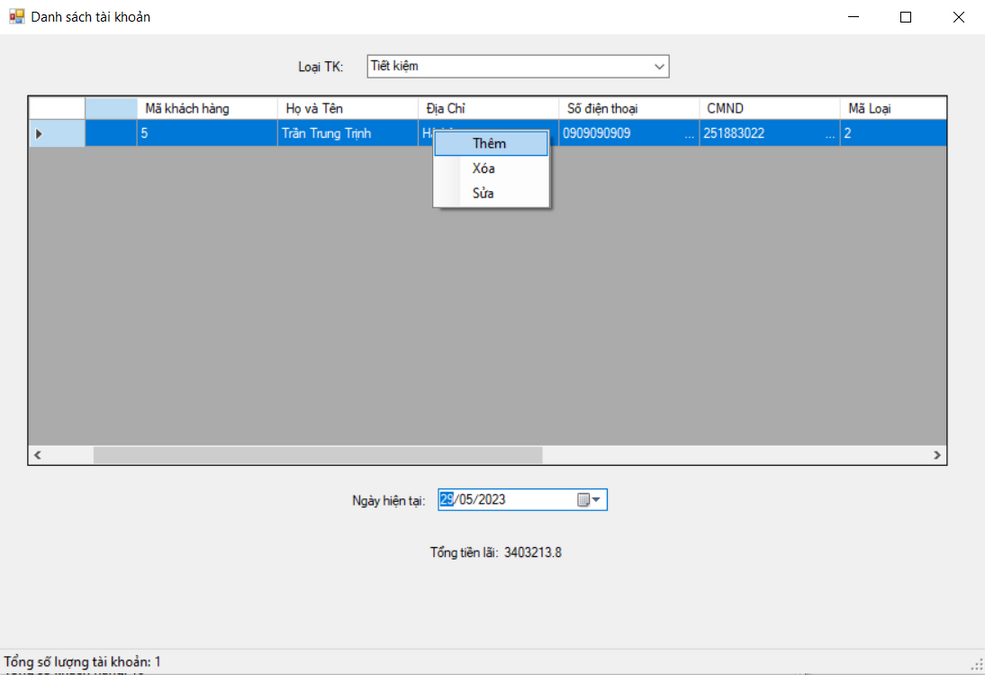 Danh sách tài khoản
Loại TK: Tiết kiệm
Mã khách hàng Họ và Tên Địa Chỉ Số điện thoại CMND Mã Loại
5 Trần Trung Trịnh 0909090909 ... 251883022 ... 2
Thêm
Xóa
Sửa
Ngày hiện tại: 29/05/2023
Tổng tiền lãi: 3403213.8
Tổng số lượng tài khoản: 1